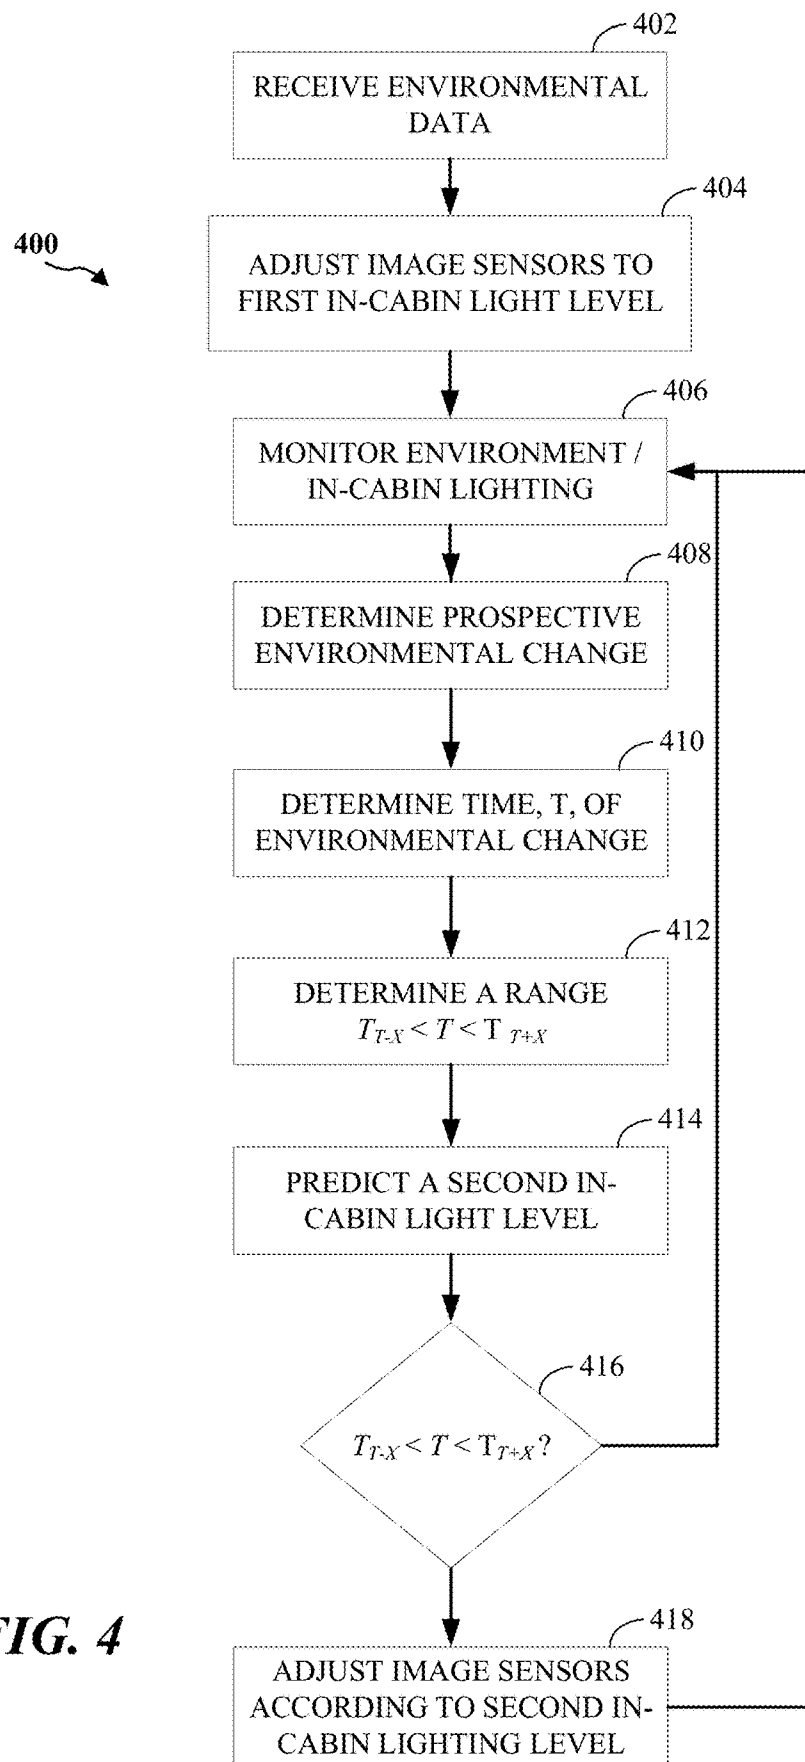 402
RECEIVE ENVIRONMENTAL
DATA
404
400
ADJUST IMAGE SENSORS TO
FIRST IN-CABIN LIGHT LEVEL
406
MONITOR ENVIRONMENT /
IN-CABIN LIGHTING
408
DETERMINE PROSPECTIVE
ENVIRONMENTAL CHANGE
410
DETERMINE TIME, T, OF
ENVIRONMENTAL CHANGE
412
DETERMINE A RANGE
T_{T-X} < T < T_{T+X}
414
PREDICT A SECOND IN-
CABIN LIGHT LEVEL
416
T_{T-X} < T < T_{T+X}?
FIG. 4
418
ADJUST IMAGE SENSORS
ACCORDING TO SECOND IN-
CABIN LIGHTING LEVEL